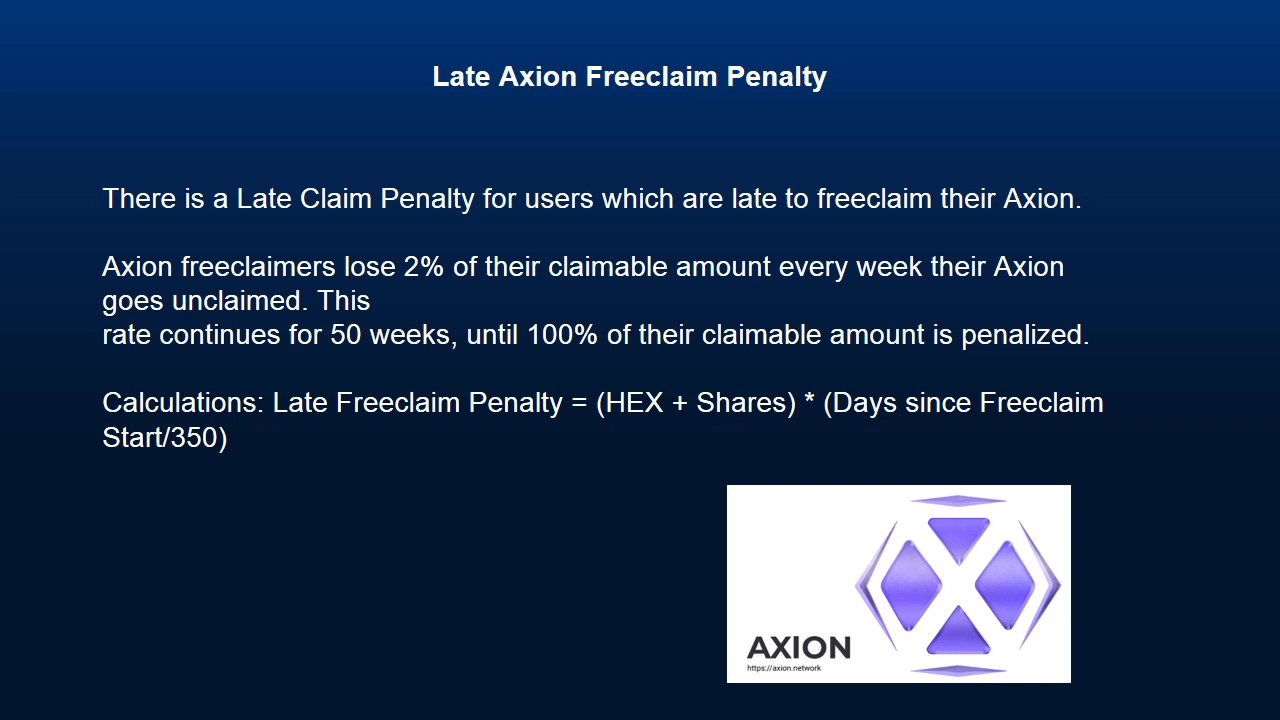 Late Axion Freeclaim Penalty
There is a Late Claim Penalty for users which are late to freeclaim their Axion.
Axion freeclaimers lose 2% of their claimable amount every week their Axion
goes unclaimed. This
rate continues for 50 weeks, until 100% of their claimable amount is penalized.
Calculations: Late Freeclaim Penalty = (HEX + Shares) * (Days since Freeclaim
Start/350)
AXION
https://axion.network